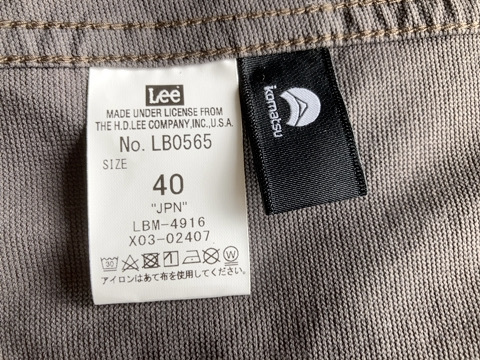 Lee
MADE UNDER LICENSE FROM
THE H.D.LEE COMPANY,INC.,U.S.A.
No. LB0565
SIZE
40
"JPN"
LBM-4916
X03-02407
アイロンはあて布を使用してください。
ikomatsu